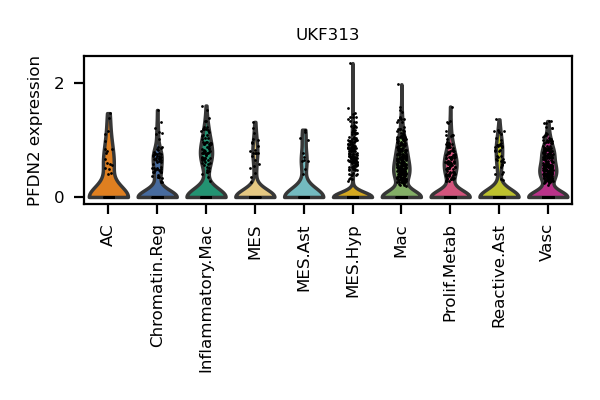 UKF313
PFDN2 expression
2
0
AC
Chromatin.Reg
Inflammatory.Mac
MES
MES.Ast
MES.Hyp
Mac
Prolif.Metab
Reactive.Ast
Vasc